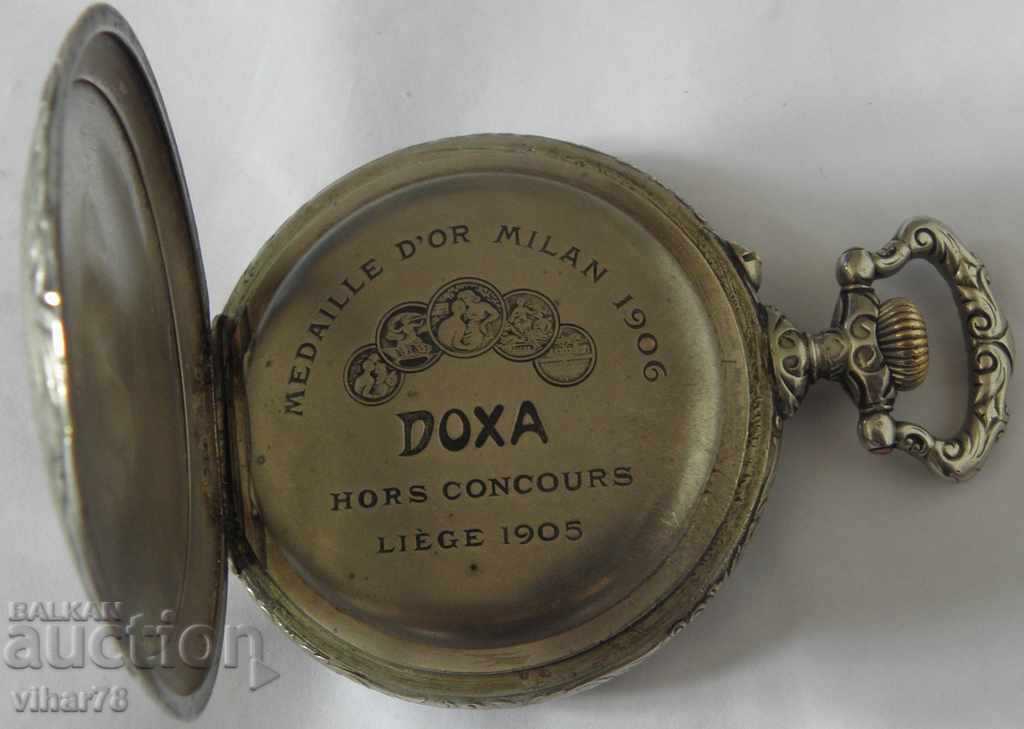 MEDAILLE D'OR MILAN 1906
DOXA
HORS CONCOURS
LIÈGE 1905
BALKAN
auction
vihar78